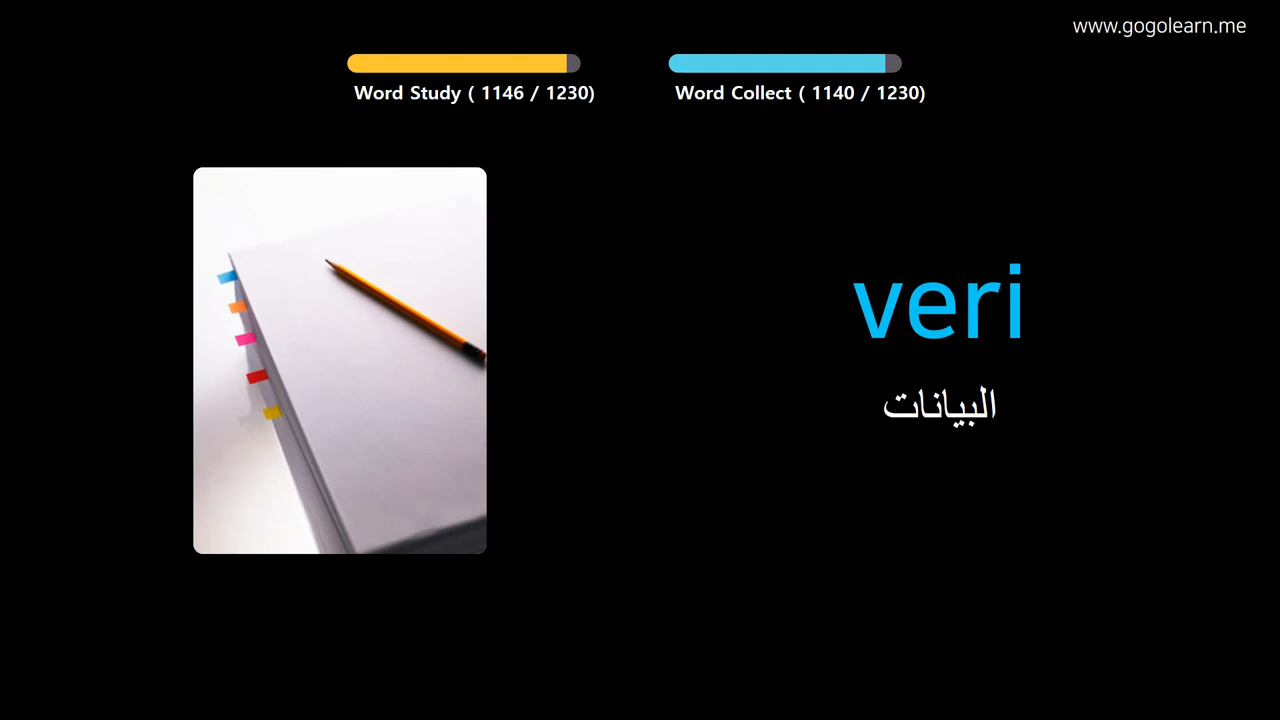 www.gogolearn.me
Word Study ( 1146 / 1230)
Word Collect ( 1140 / 1230)
veri
البيانات